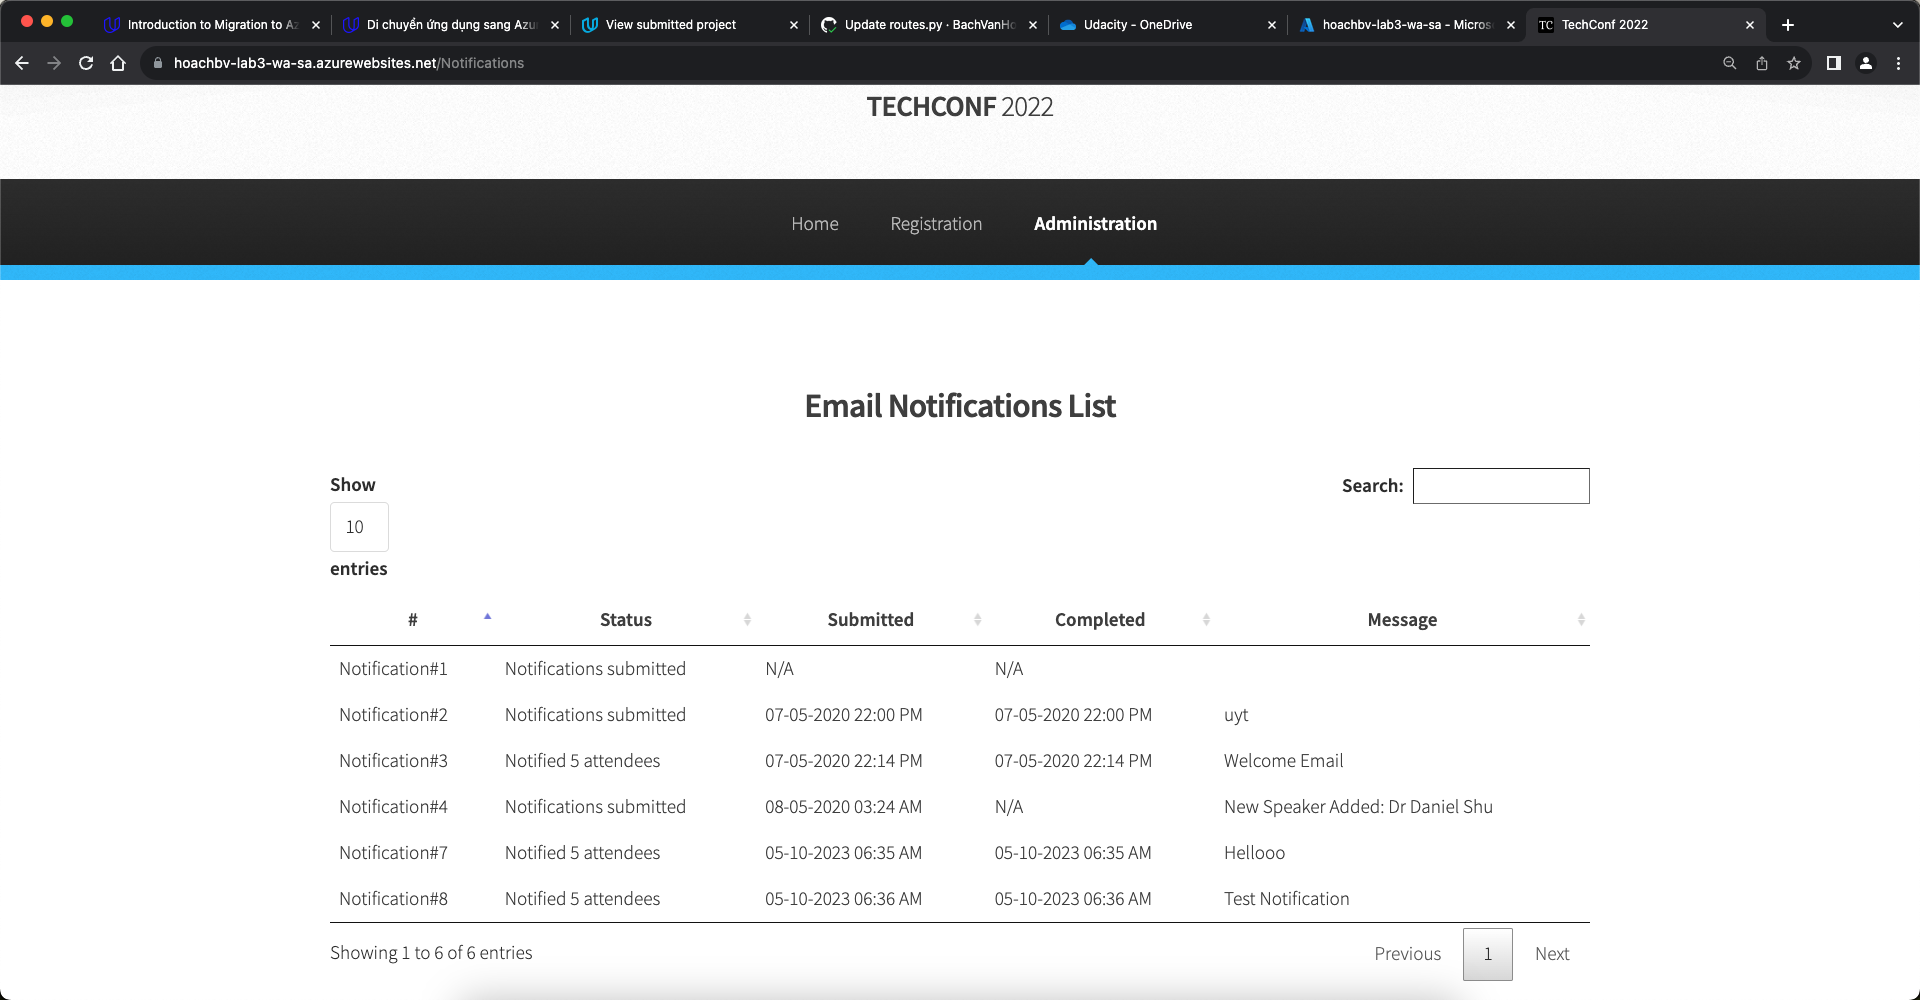 Introduction to Migration to Az
Di chuyển ứng dụng sang Azu
View submitted project
Update routes.py · BachVanHo
Udacity - OneDrive
hoachbv-lab3-wa-sa - Micros
TechConf 2022
hoachbv-lab3-wa-sa.azurewebsites.net/Notifications
TECHCONF 2022
Home Registration Administration
Email Notifications List
Show
10
entries
Search:
# Status Submitted Completed Message
Notification#1 Notifications submitted N/A N/A
Notification#2 Notifications submitted 07-05-2020 22:00 PM 07-05-2020 22:00 PM uyt
Notification#3 Notified 5 attendees 07-05-2020 22:14 PM 07-05-2020 22:14 PM Welcome Email
Notification#4 Notifications submitted 08-05-2020 03:24 AM N/A New Speaker Added: Dr Daniel Shu
Notification#7 Notified 5 attendees 05-10-2023 06:35 AM 05-10-2023 06:35 AM Hellooo
Notification#8 Notified 5 attendees 05-10-2023 06:36 AM 05-10-2023 06:36 AM Test Notification
Showing 1 to 6 of 6 entries
Previous 1 Next